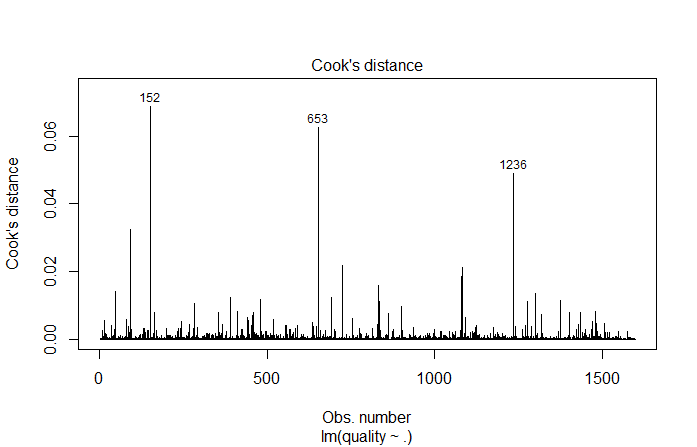 Cook's distance
152
653
1236
Cook's distance
0.06
0.04
0.02
0.00
0 500 1000 1500
Obs. number
lm(quality ~ .)